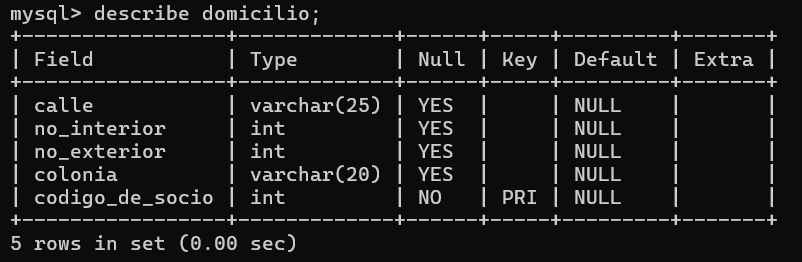 mysql> describe domicilio;
+------------------+-------------+------+-----+---------+-------+
| Field            | Type        | Null | Key | Default | Extra |
+------------------+-------------+------+-----+---------+-------+
| calle            | varchar(25) | YES  |     | NULL    |       |
| no_interior      | int         | YES  |     | NULL    |       |
| no_exterior      | int         | YES  |     | NULL    |       |
| colonia          | varchar(20) | YES  |     | NULL    |       |
| codigo_de_socio  | int         | NO   | PRI | NULL    |       |
+------------------+-------------+------+-----+---------+-------+
5 rows in set (0.00 sec)